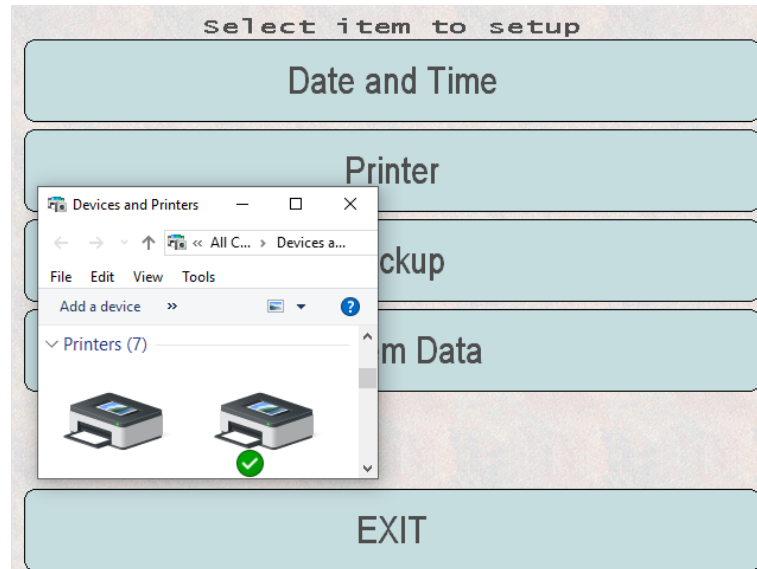 Select item to setup
Date and Time
Printer
Devices and Printers
« All C... > Devices a...
ckup
File Edit View Tools
Add a device »
Printers (7)
m Data
EXIT